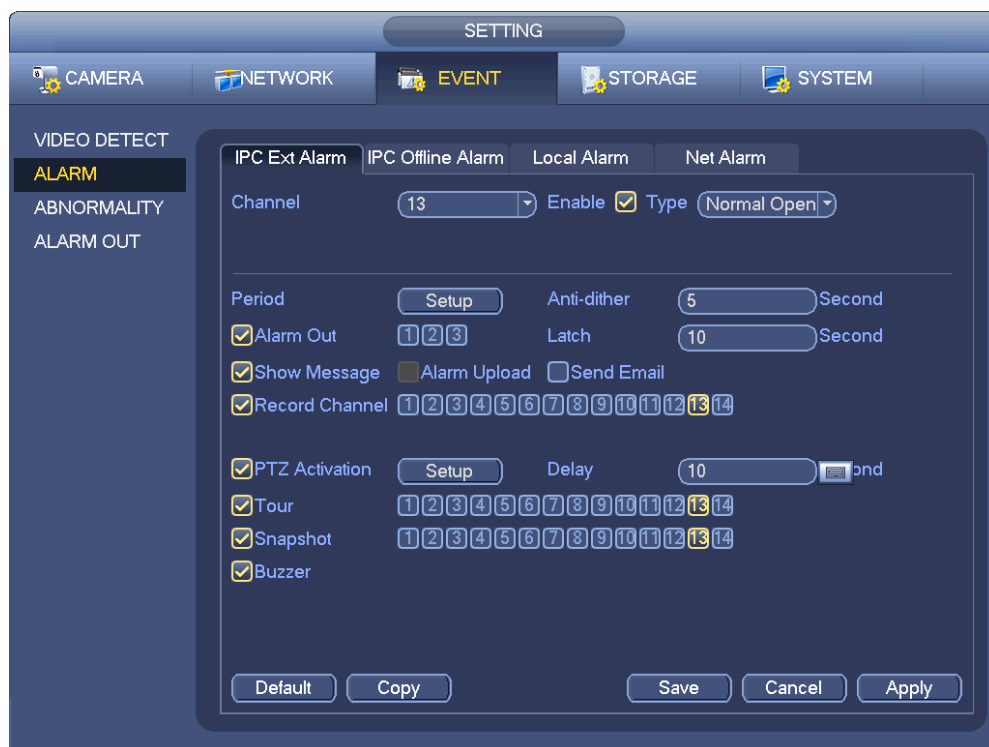 SETTING
CAMERA NETWORK EVENT STORAGE SYSTEM
VIDEO DETECT
ALARM
ABNORMALITY
ALARM OUT
IPC Ext Alarm IPC Offline Alarm Local Alarm Net Alarm
Channel 13 Enable Type Normal Open
Period Setup Anti-dither 5 Second
Alarm Out 1 2 3 Latch 10 Second
Show Message Alarm Upload Send Email
Record Channel 1 2 3 4 5 6 7 8 9 10 11 12 13 14
PTZ Activation Setup Delay 10 ond
Tour 1 2 3 4 5 6 7 8 9 10 11 12 13 14
Snapshot 1 2 3 4 5 6 7 8 9 10 11 12 13 14
Buzzer
Default Copy Save Cancel Apply